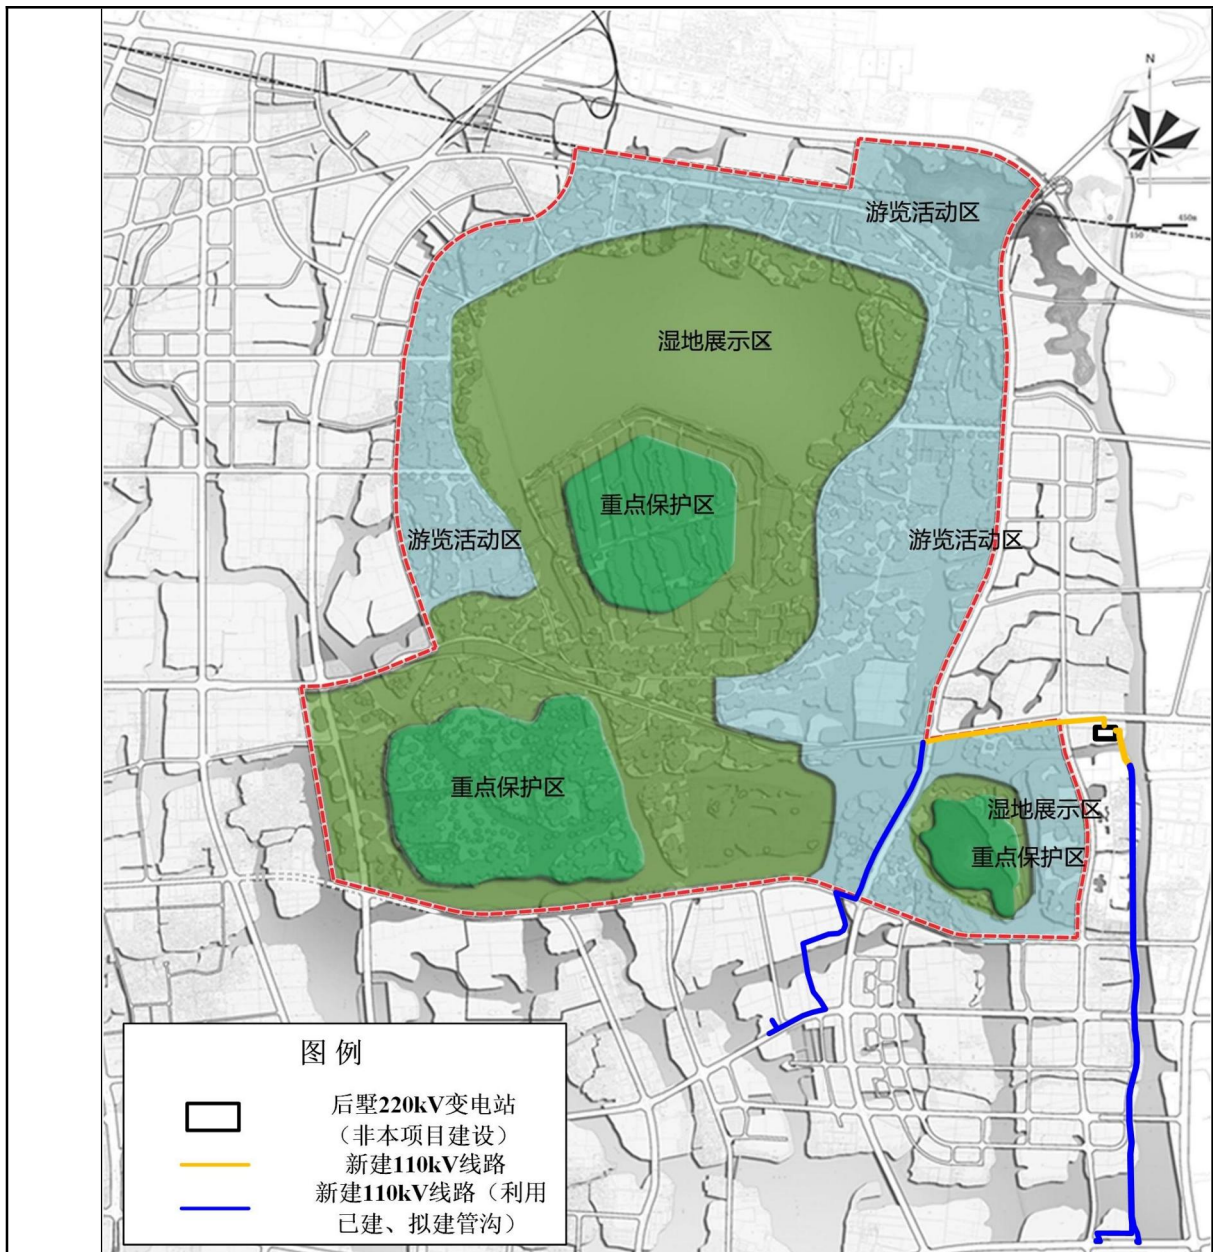 N
游览活动区
0
450m
150
湿地展示区
重点保护区
游览活动区
游览活动区
重点保护区
湿地展示区
重点保护区
图 例
后墅220kV变电站
（非本项目建设）
新建110kV线路
新建110kV线路（利用
已建、拟建管沟）